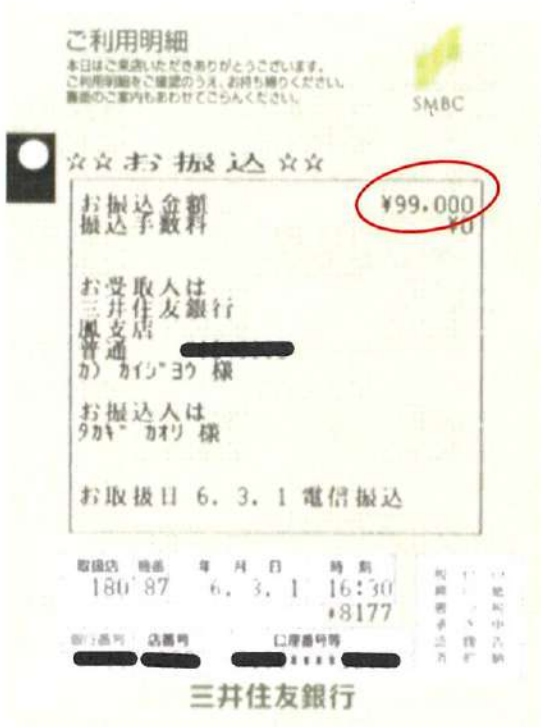 ご利用明細
本日はご来店いただきありがとうございます。
ご利用明細をご確認のうえ、お持ち帰りください。
裏面のご案内もあわせてごらんください。
SMBC
☆☆お振込☆☆
お振込金額 ¥99,000
振込手数料 ¥0
お受取人は
三井住友銀行
鳳支店
普通
カ) カイジヨウ 様
お振込人は
タカギ カオリ 様
お取扱日 6. 3. 1 電信振込
取扱店 機番 年 月 日 時 刻
180 87 6. 3. 1 16:30
*8177
銀行番号 店番号 口座番号等
三井住友銀行